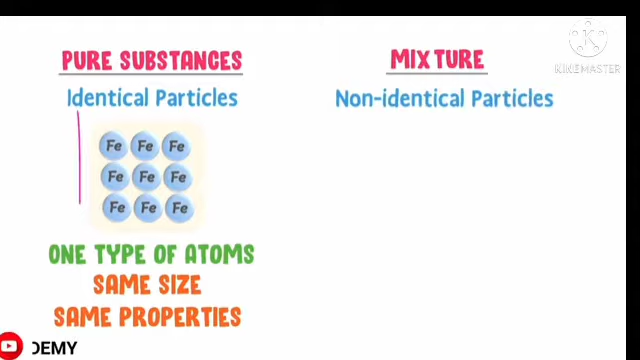 KINEMASTER
PURE SUBSTANCES
Identical Particles
Fe Fe Fe
Fe Fe Fe
Fe Fe Fe
ONE TYPE OF ATOMS
SAME SIZE
SAME PROPERTIES
MIXTURE
Non-identical Particles
DEMY